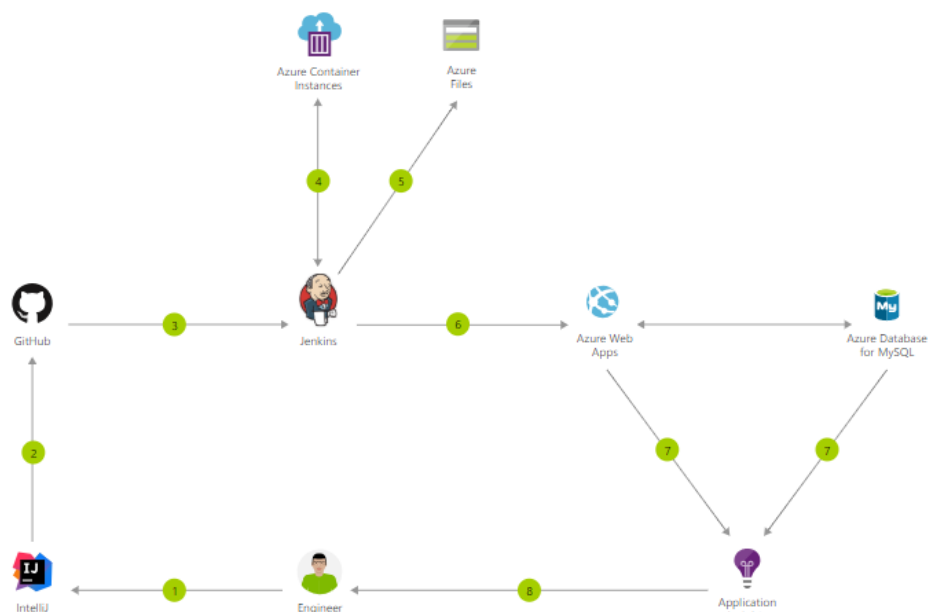 Azure Container
Instances
Azure
Files
4
5
GitHub
3
Jenkins
6
Azure Web
Apps
My
Azure Database
for MySQL
2
7
7
IJ
IntelliJ
1
Engineer
8
Application